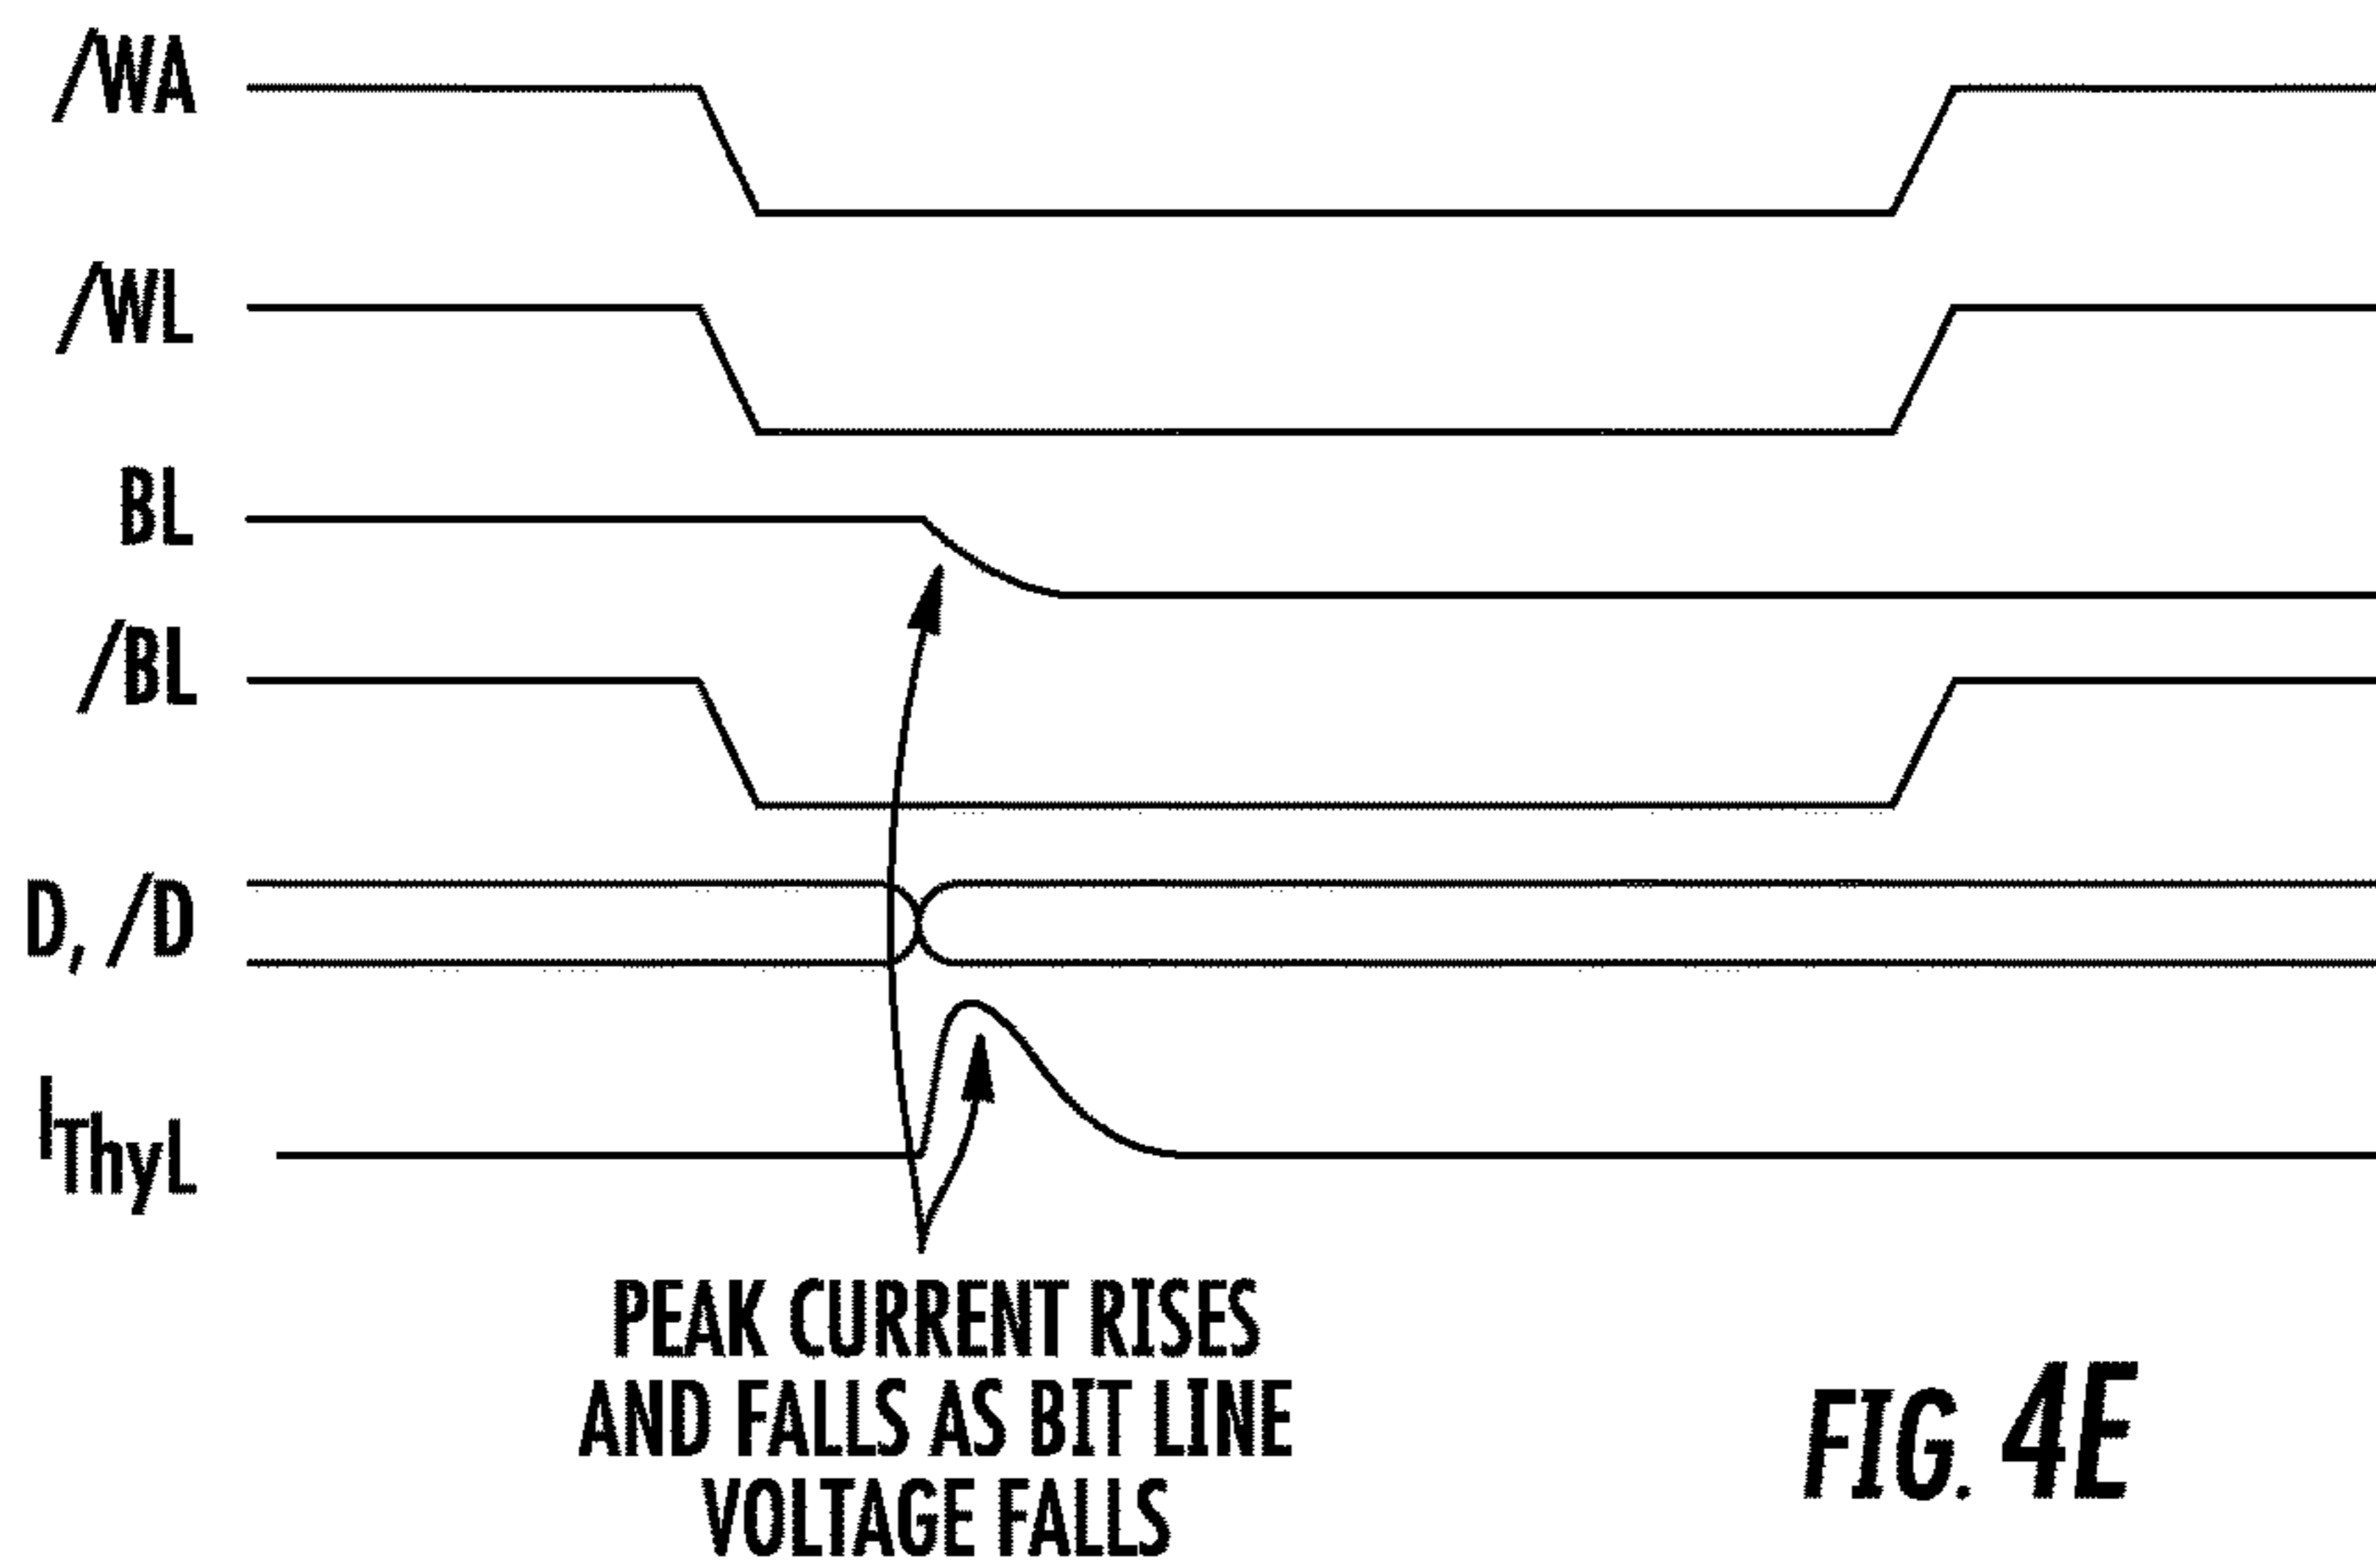 /WA
/WL
BL
/BL
D, /D
IThyL
PEAK CURRENT RISES
AND FALLS AS BIT LINE
VOLTAGE FALLS
FIG. 4E